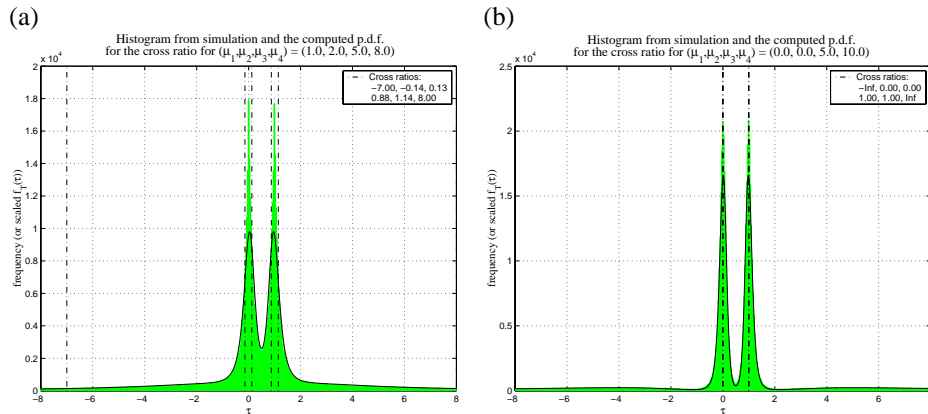 (a)
Histogram from simulation and the computed p.d.f.
for the cross ratio for (μ1,μ2,μ3,μ4) = (1.0, 2.0, 5.0, 8.0)
x 10^4
2
1.8
1.6
1.4
1.2
1
0.8
0.6
0.4
0.2
0
frequency (or scaled f_T(τ))
Cross ratios:
−7.00, −0.14, 0.13
0.88, 1.14, 8.00
−8 −6 −4 −2 0 2 4 6 8
τ
(b)
Histogram from simulation and the computed p.d.f.
for the cross ratio for (μ1,μ2,μ3,μ4) = (0.0, 0.0, 5.0, 10.0)
x 10^4
2.5
2
1.5
1
0.5
0
frequency (or scaled f_T(τ))
Cross ratios:
−Inf, 0.00, 0.00
1.00, 1.00, Inf
−8 −6 −4 −2 0 2 4 6
τ